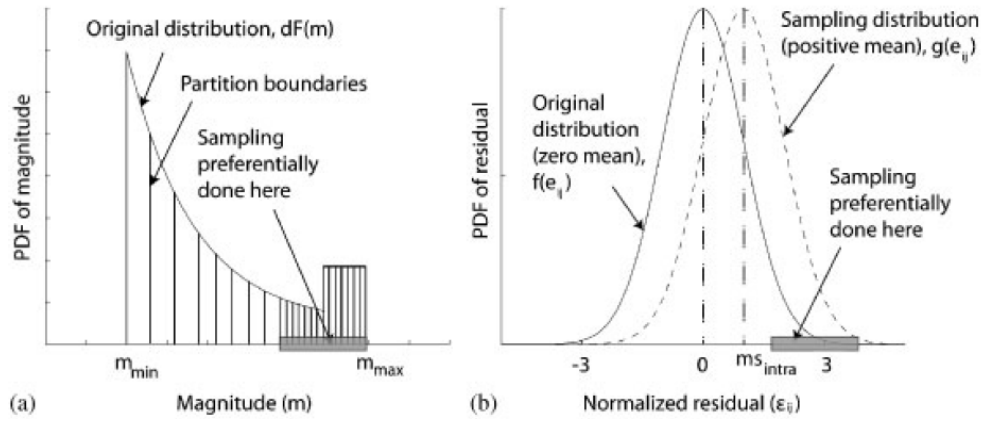 Original distribution, dF(m)
Partition boundaries
Sampling
preferentially
done here
PDF of magnitude
m_min
m_max
(a)
Magnitude (m)
Sampling distribution
(positive mean), g(e_ij)
Original
distribution
(zero mean),
f(e_ij)
Sampling
preferentially
done here
PDF of residual
-3
0
ms_intra
3
(b)
Normalized residual (ε_ij)